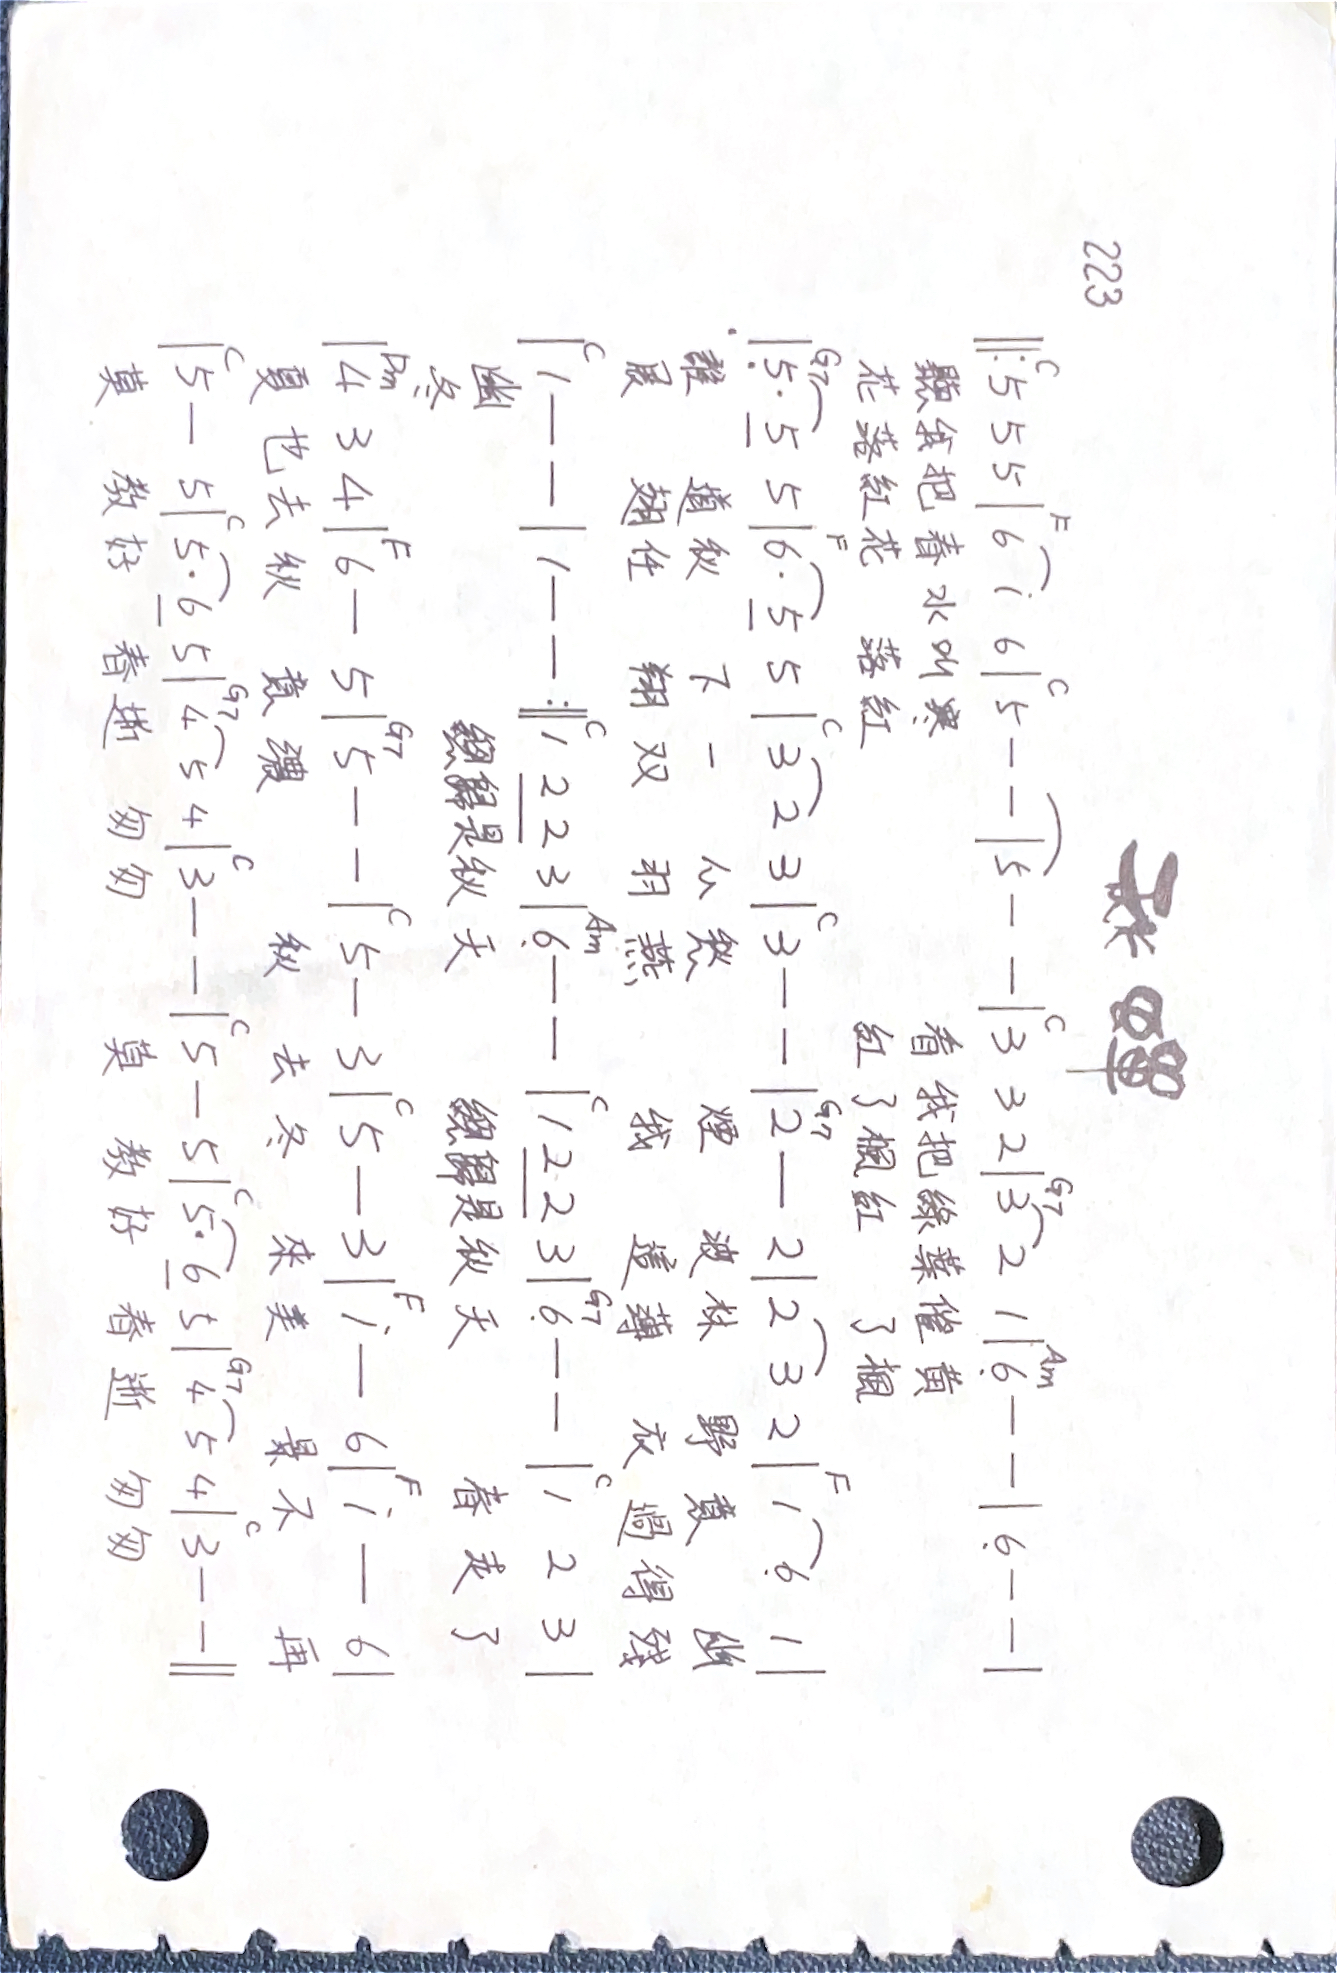 秋蟬
223
C F C C G7 Am
‖: 5 5 5 | 6 i 6 | 5 — — | 5 — — | 3 3 2 | 3 2 1 | 6̣ — — | 6̣ — — |
聽我把春水叫寒 看我把綠葉催黃
花落紅花 落紅 紅了楓紅 了楓
G7 F C C G7 F
| 5̣· 5 5 | 6· 5 5 | 3 2 3 | 3 — — | 2 — 2 | 2 3 2 | 1 6̣ 1 |
誰 道秋 下一 心愁 煙 波林 野意 幽
展 翅任 翔双 羽燕 我 這薄 衣過得殘
C C Am C G7 C
| 1 — — | 1 — — :‖ 1 2 2 3 | 6̣ — — | 1 2 2 3 | 6̣ — — | 1 2 3 |
幽 總歸是秋天 總歸是秋天 春走了
冬
Dm F G7 C C F F
| 4 3 4 | 6 — 5 | 5 — — | 5 — 3 | 5 — 3 | i — 6 | i — 6 |
夏也去秋 意濃 秋 去冬 來美 景不 再
C C G7 C C C G7 C
| 5 — 5 | 5· 6 5 | 4 5 4 | 3 — — | 5 — 5 | 5· 6 5 | 4 5 4 | 3 — — ‖
莫 教好 春逝 匆匆 莫 教好 春逝 匆匆